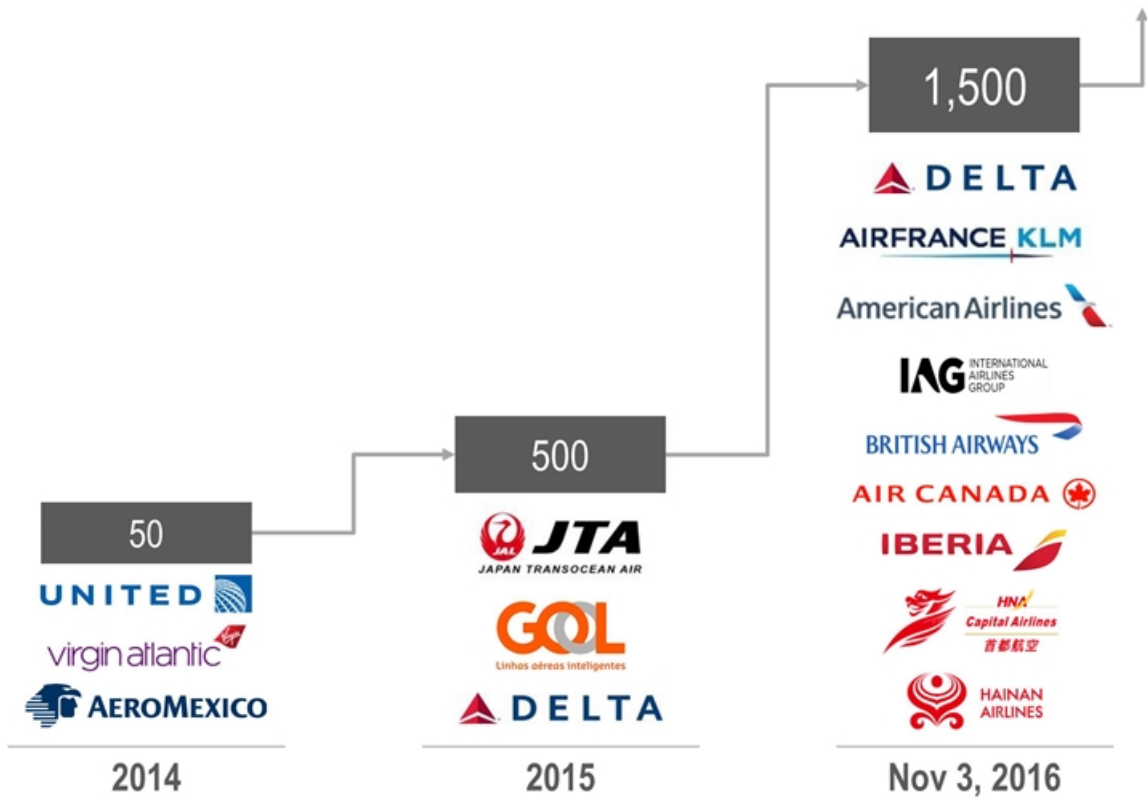 1,500
DELTA
AIRFRANCE KLM
American Airlines
IAG INTERNATIONAL
AIRLINES
GROUP
BRITISH AIRWAYS
AIR CANADA
IBERIA
HNA
Capital Airlines
首都航空
HAINAN
AIRLINES
Nov 3, 2016
500
JAL
JTA
JAPAN TRANSOCEAN AIR
GOL
Linhas aéreas inteligentes
DELTA
2015
50
UNITED
virgin atlantic
Virgin
AEROMEXICO
2014